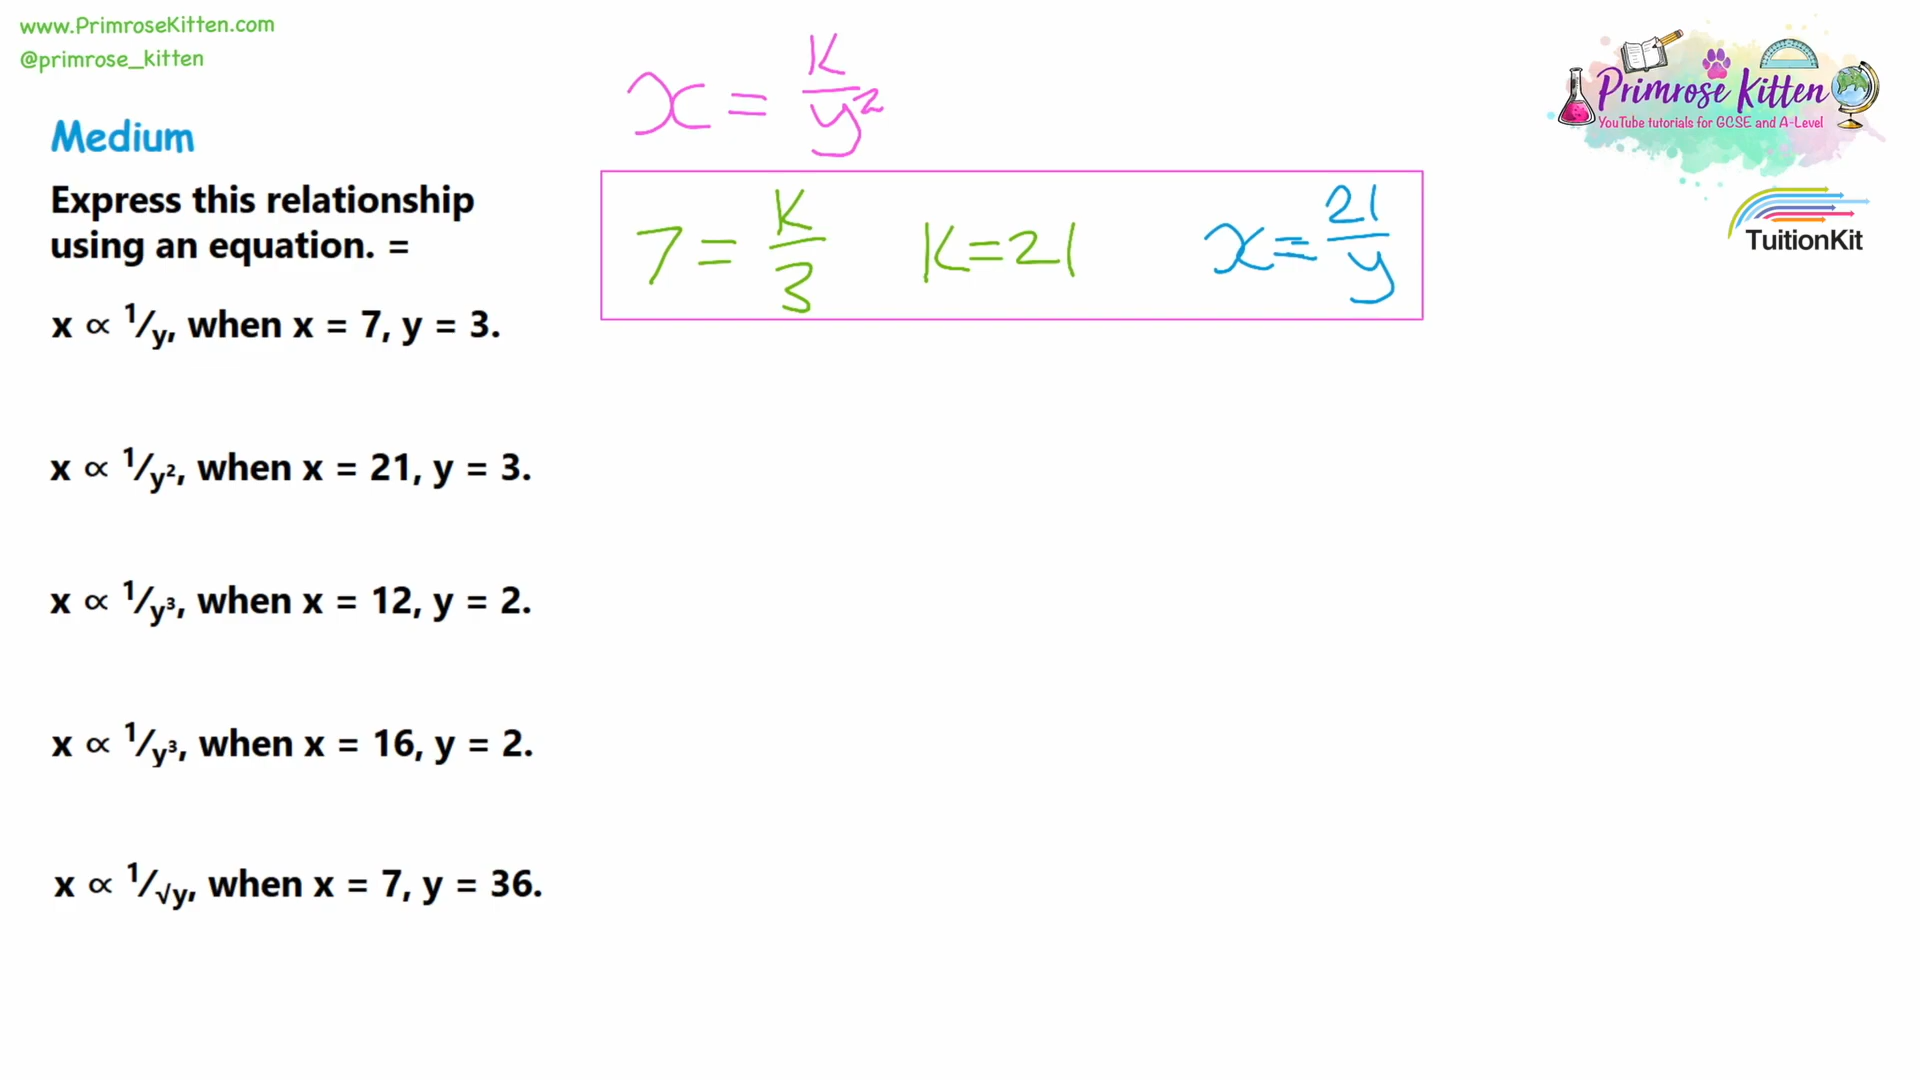 www.PrimroseKitten.com
@primrose_kitten
x = K/y²
Primrose Kitten
YouTube tutorials for GCSE and A-Level
TuitionKit
Medium
Express this relationship
using an equation. =
7 = K/3 K=21 x = 21/y
x ∝ ¹/y, when x = 7, y = 3.
x ∝ ¹/y², when x = 21, y = 3.
x ∝ ¹/y³, when x = 12, y = 2.
x ∝ ¹/y³, when x = 16, y = 2.
x ∝ ¹/√y, when x = 7, y = 36.